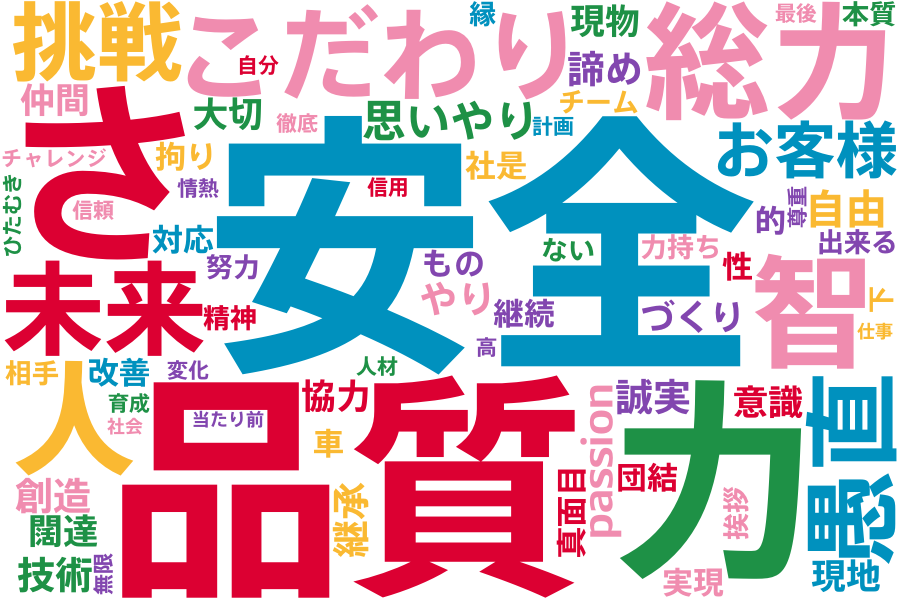 挑戦
こだわり
縁
現物
総力
最後
本質
自分
仲間
大切
徹底
思いやり
諦め
チーム
計画
さ
安全
お客様
チャレンジ
拘り
社是
情熱
信用
ひたむき
信頼
尊重
自由
的
出来る
対応
努力
もの
ない
力持ち
性
智
未来
やり
継続
づくり
精神
高
ト
仕事
相手
人
改善
変化
人材
育成
社会
当たり前
品質
協力
車
passion
誠実
意識
力
愚直
創造
闊達
技術
無限
継承
真面目
団結
挨拶
実現
現地